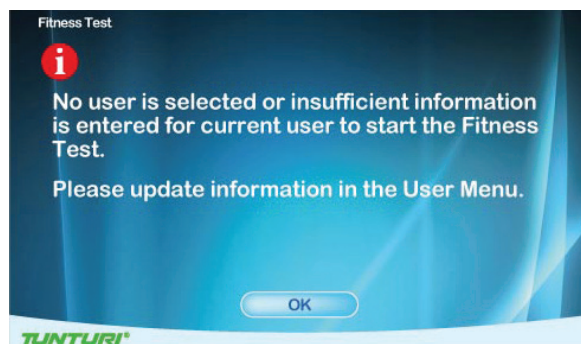 Fitness Test
i
No user is selected or insufficient information
is entered for current user to start the Fitness
Test.
Please update information in the User Menu.
OK
TUNTURI®